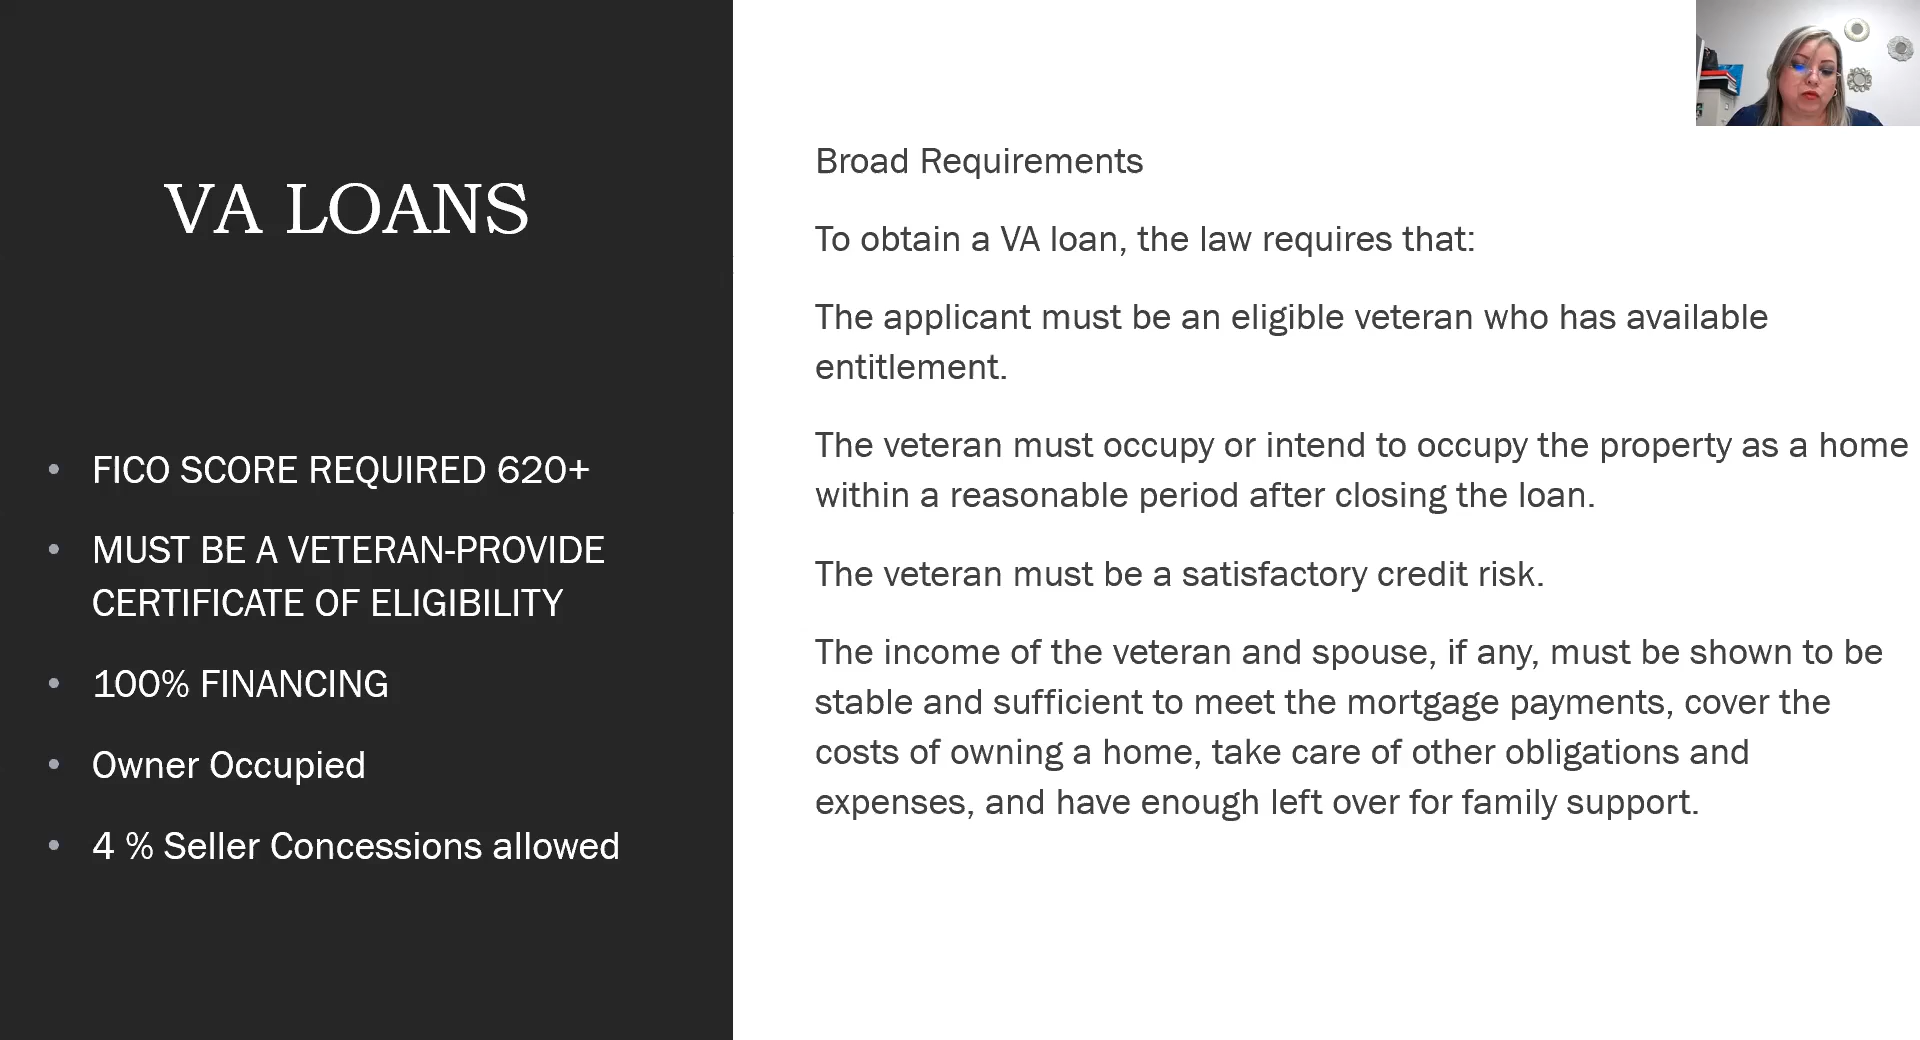 VA LOANS
• FICO SCORE REQUIRED 620+
• MUST BE A VETERAN-PROVIDE
CERTIFICATE OF ELIGIBILITY
• 100% FINANCING
• Owner Occupied
• 4 % Seller Concessions allowed
Broad Requirements
To obtain a VA loan, the law requires that:
The applicant must be an eligible veteran who has available
entitlement.
The veteran must occupy or intend to occupy the property as a home
within a reasonable period after closing the loan.
The veteran must be a satisfactory credit risk.
The income of the veteran and spouse, if any, must be shown to be
stable and sufficient to meet the mortgage payments, cover the
costs of owning a home, take care of other obligations and
expenses, and have enough left over for family support.